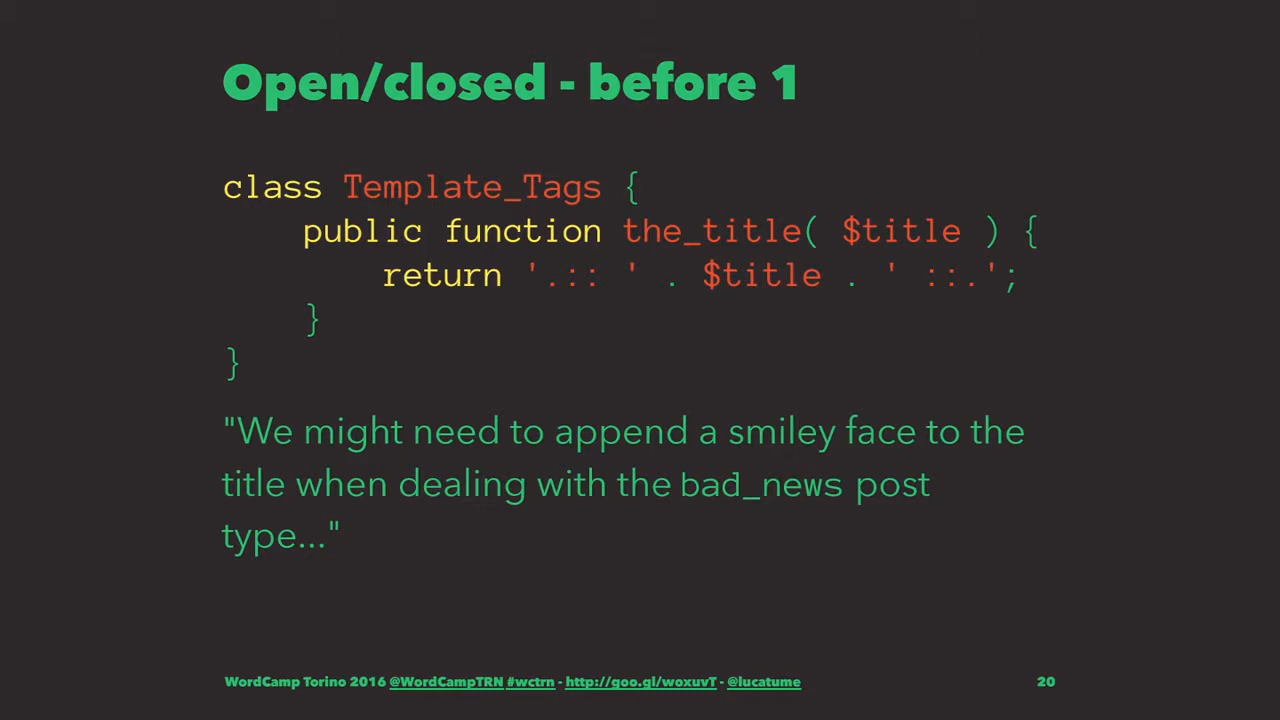 Open/closed - before 1
class Template_Tags {
    public function the_title( $title ) {
        return '.:: ' . $title . ' ::.';
    }
}
"We might need to append a smiley face to the
title when dealing with the bad_news post
type..."
WordCamp Torino 2016 @WordCampTRN #wctrn - http://goo.gl/woxuvT - @lucatume 20